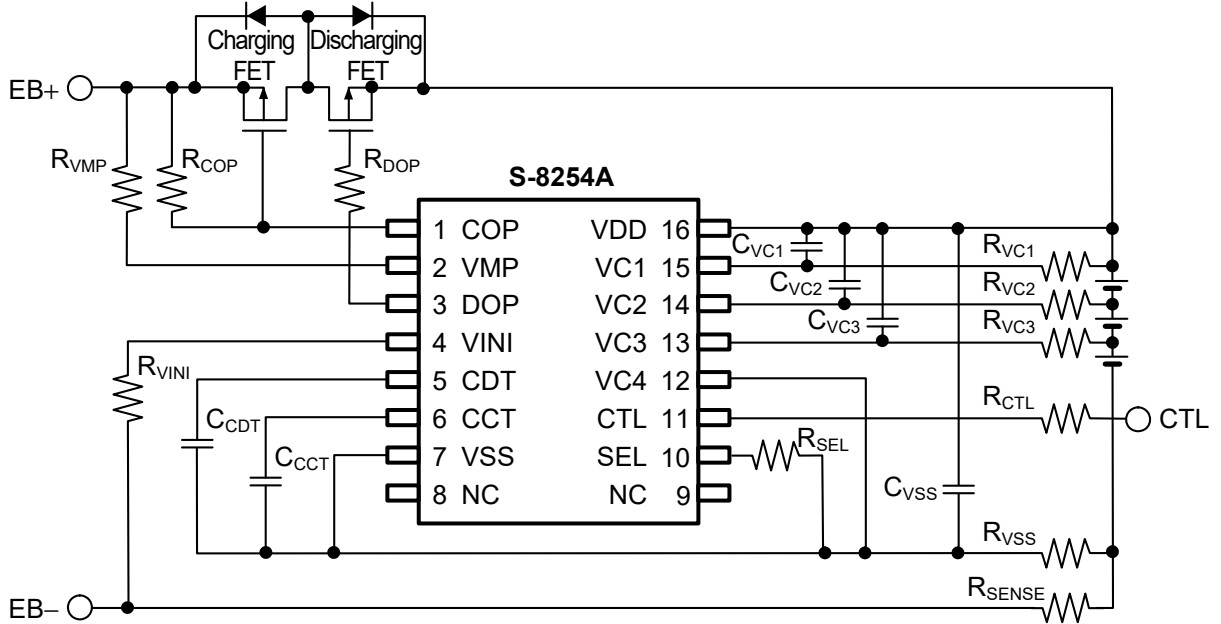 Charging Discharging
FET FET
EB+
RVMP
RCOP
RDOP
S-8254A
1 COP
2 VMP
3 DOP
4 VINI
5 CDT
6 CCT
7 VSS
8 NC
VDD 16
VC1 15
VC2 14
VC3 13
VC4 12
CTL 11
SEL 10
NC 9
CVC1
CVC2
CVC3
RVC1
RVC2
RVC3
RVINI
CCDT
CCCT
RCTL
CTL
RSEL
CVSS
RVSS
RSENSE
EB−